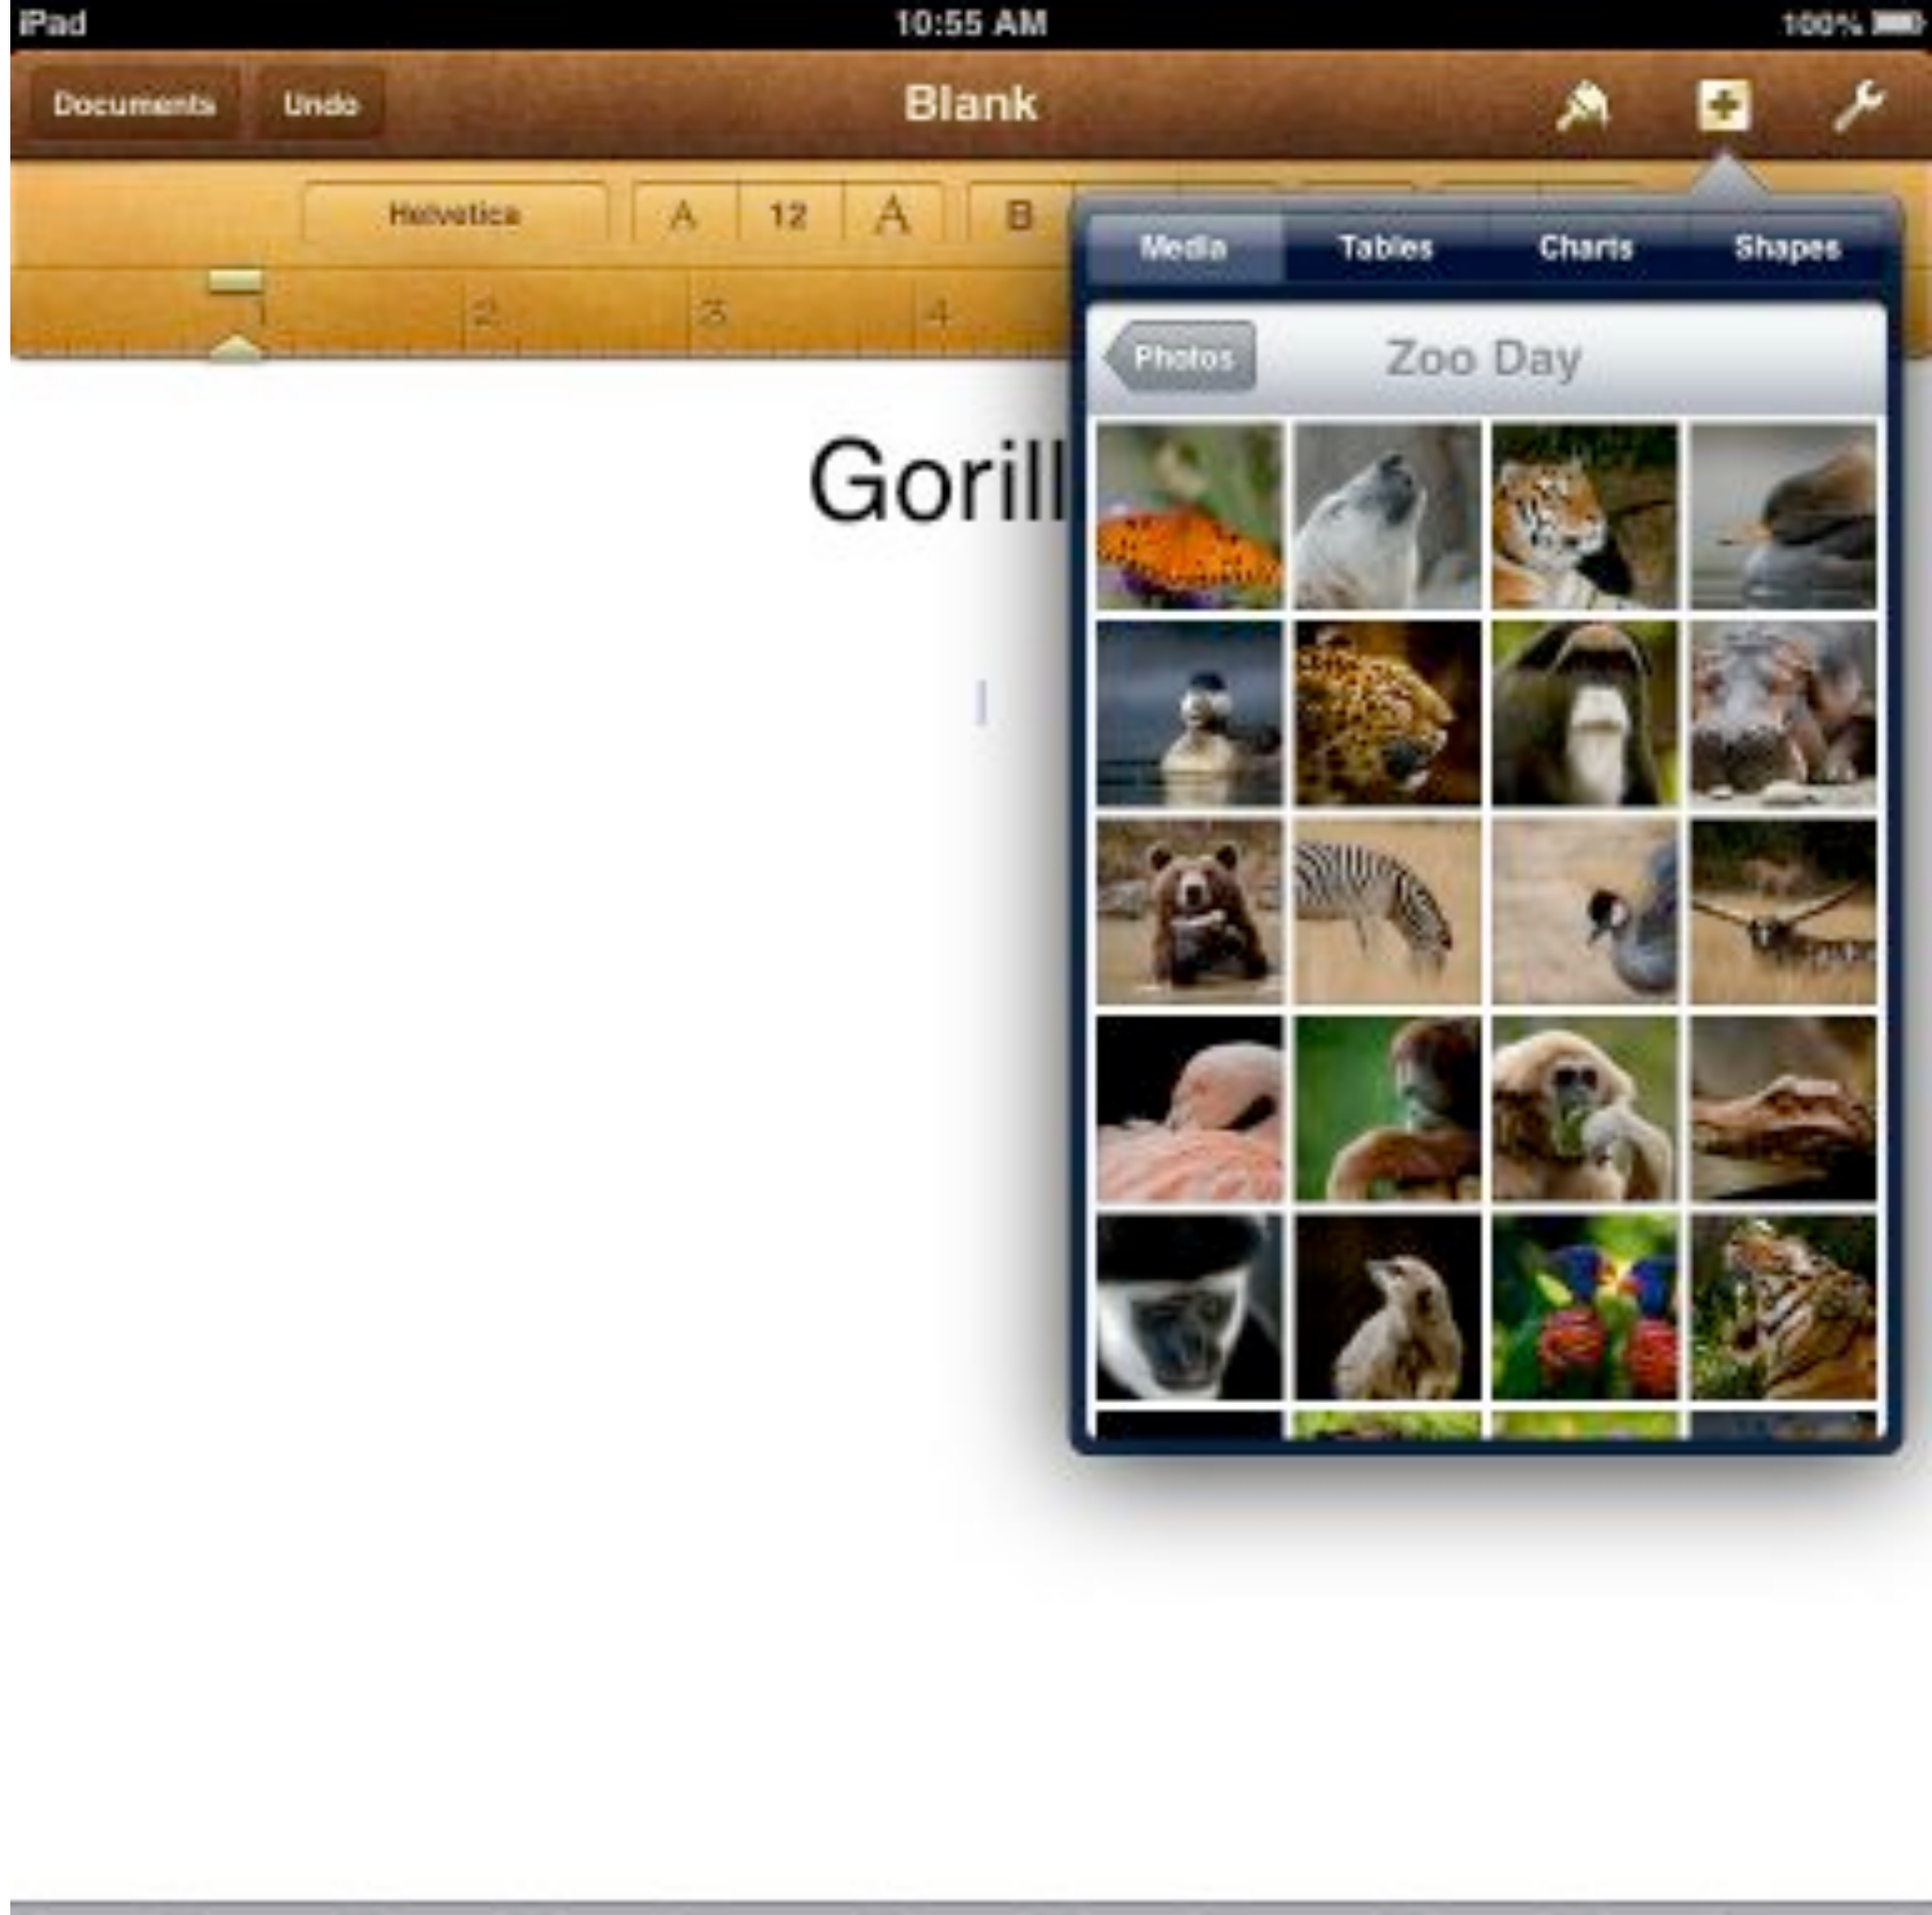 iPad 10:55 AM 100%
Documents Undo Blank
Helvetica A 12 A B
Media Tables Charts Shapes
1 2 3 4
Photos Zoo Day
Gorill